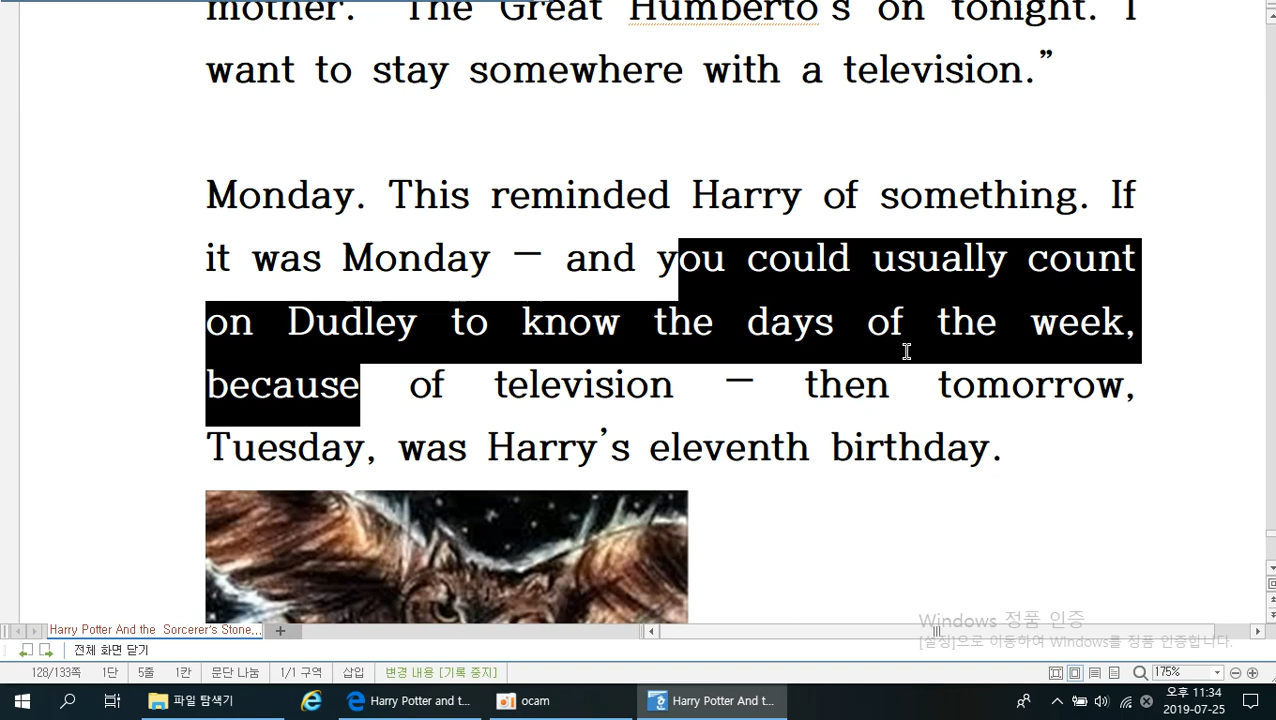 mother. "The Great Humberto's on tonight. I
want to stay somewhere with a television.”
Monday. This reminded Harry of something. If
it was Monday — and you could usually count
on Dudley to know the days of the week,
because of television — then tomorrow,
Tuesday, was Harry’s eleventh birthday.
Windows 정품 인증
[설정]으로 이동하여 Windows를 정품 인증합니다.
Harry Potter And the Sorcerer's Stone...
전체 화면 닫기
128/133쪽 1단 5줄 1칸 문단 나눔 1/1 구역 삽입 변경 내용 [기록 중지] 175%
파일 탐색기 Harry Potter and t... ocam Harry Potter And t... 오후 11:34
2019-07-25